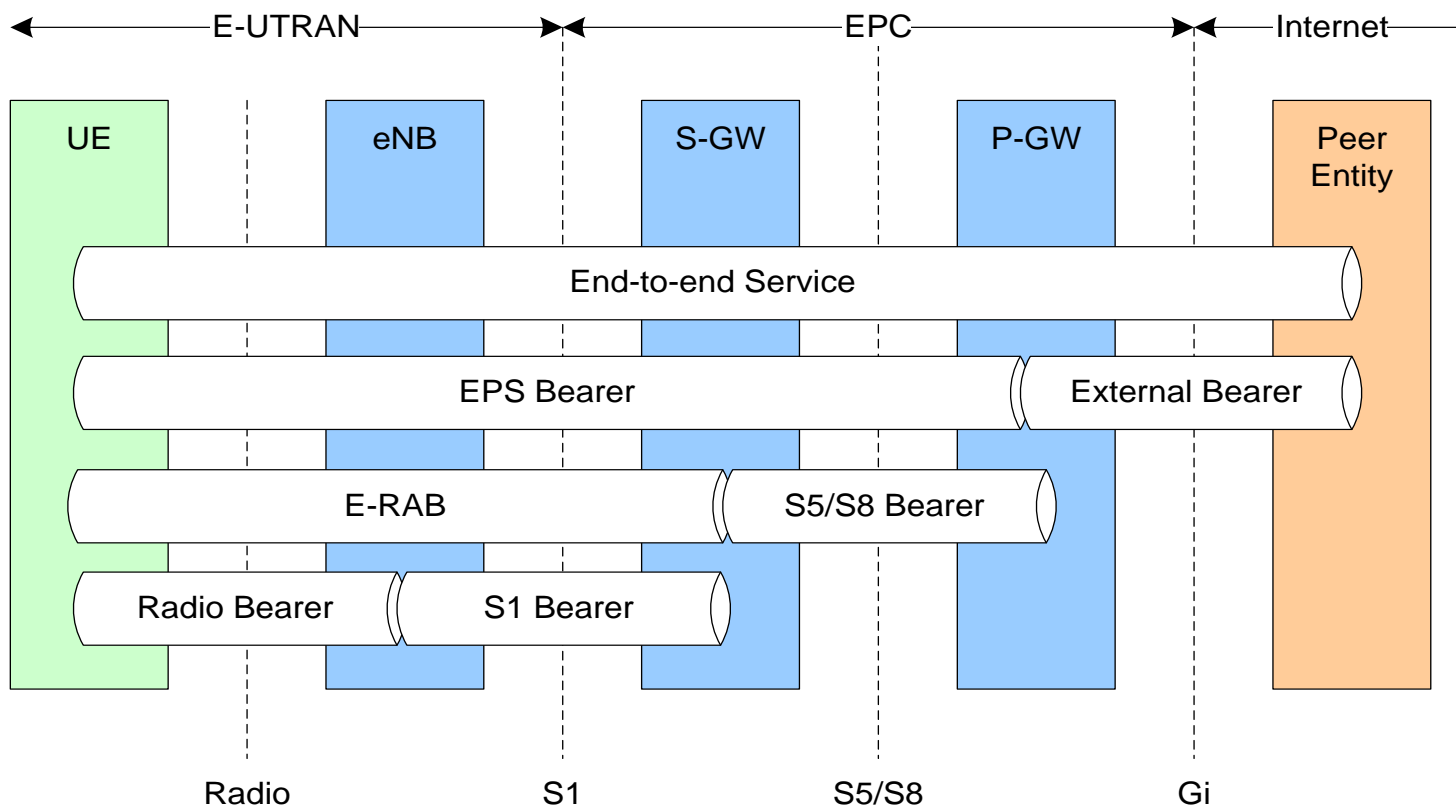 E-UTRAN
EPC
Internet
UE
eNB
S-GW
P-GW
Peer
Entity
End-to-end Service
EPS Bearer
External Bearer
E-RAB
S5/S8 Bearer
Radio Bearer
S1 Bearer
Radio
S1
S5/S8
Gi